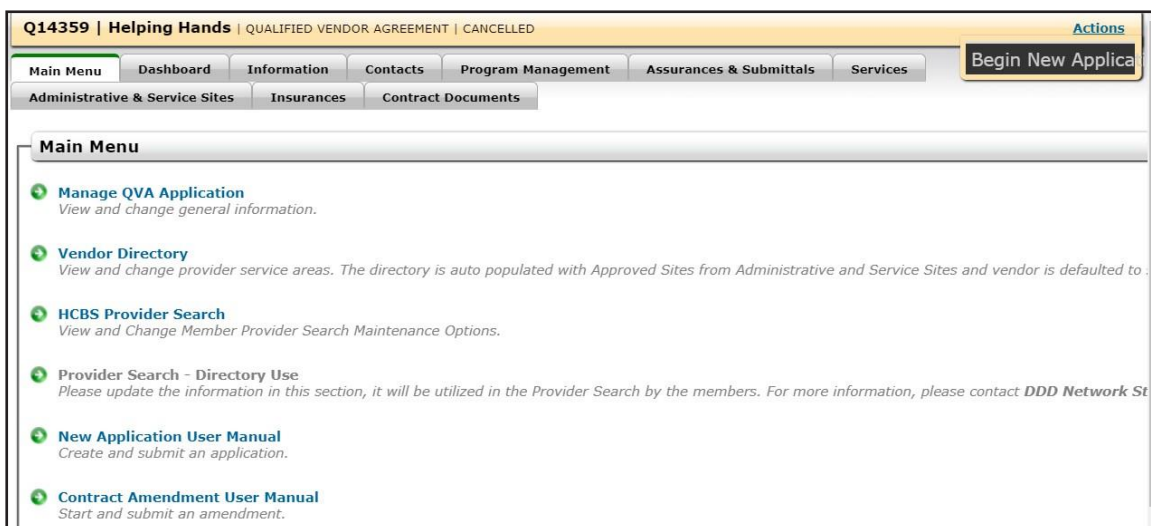 Q14359 | Helping Hands | QUALIFIED VENDOR AGREEMENT | CANCELLED Actions
Begin New Applica
Main Menu Dashboard Information Contacts Program Management Assurances & Submittals Services
Administrative & Service Sites Insurances Contract Documents
Main Menu
Manage QVA Application
View and change general information.
Vendor Directory
View and change provider service areas. The directory is auto populated with Approved Sites from Administrative and Service Sites and vendor is defaulted to
HCBS Provider Search
View and Change Member Provider Search Maintenance Options.
Provider Search - Directory Use
Please update the information in this section, it will be utilized in the Provider Search by the members. For more information, please contact DDD Network St
New Application User Manual
Create and submit an application.
Contract Amendment User Manual
Start and submit an amendment.